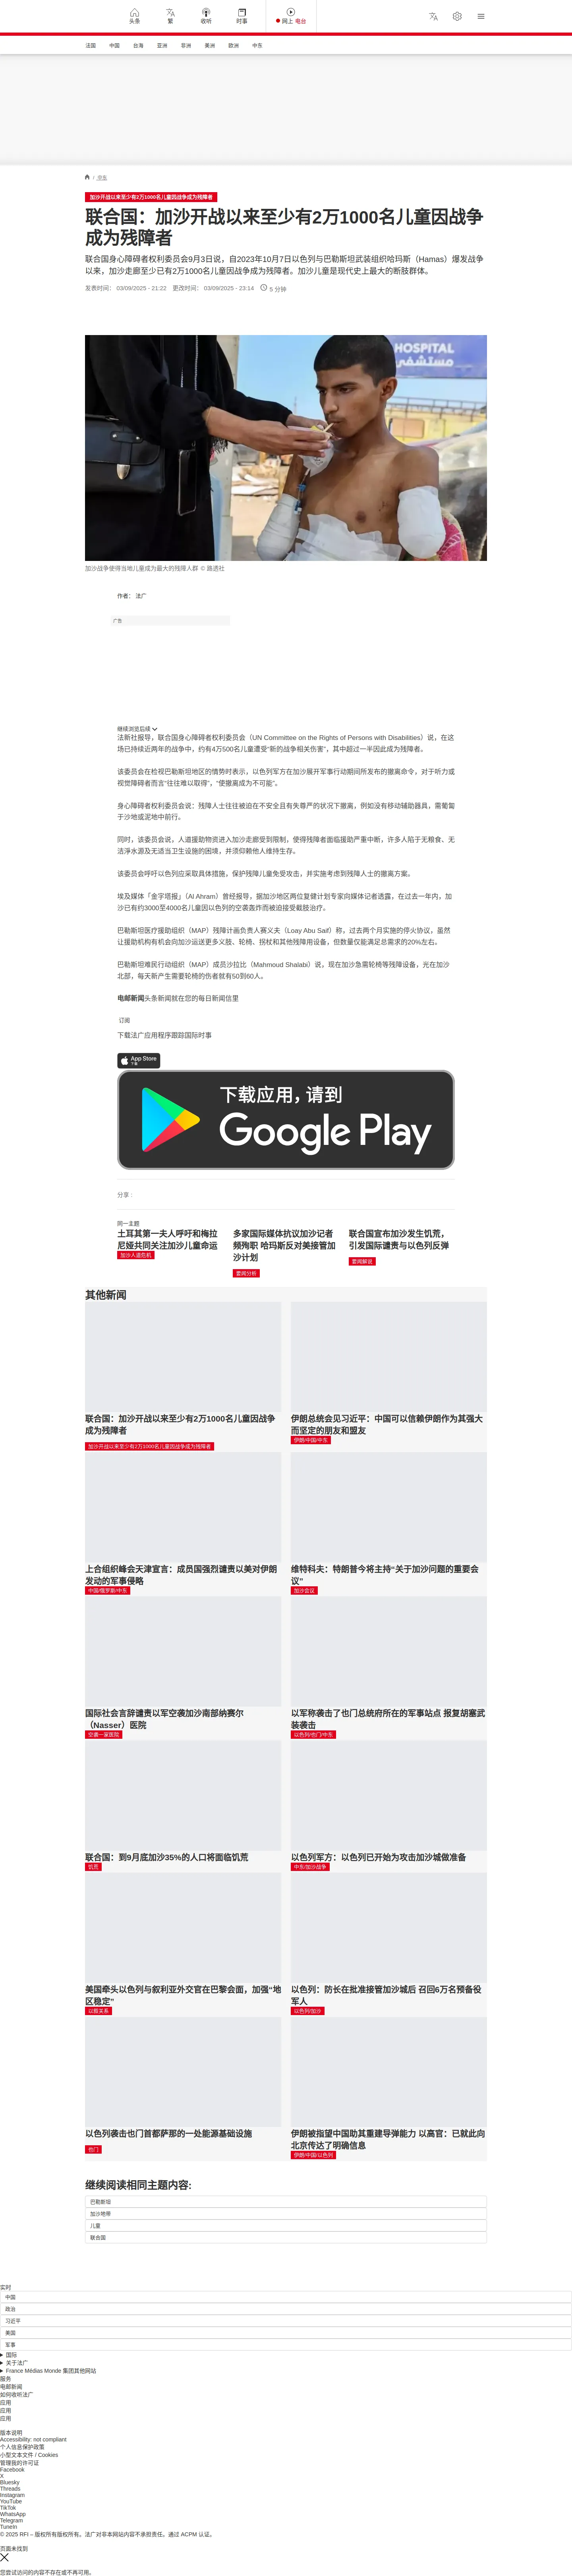 头条
繁
收听
时事
网上 电台
法国
中国
台海
亚洲
非洲
美洲
欧洲
中东
/ 中东
加沙开战以来至少有2万1000名儿童因战争成为残障者
联合国：加沙开战以来至少有2万1000名儿童因战争
成为残障者
联合国身心障碍者权利委员会9月3日说，自2023年10月7日以色列与巴勒斯坦武装组织哈玛斯（Hamas）爆发战争
以来，加沙走廊至少已有2万1000名儿童因战争成为残障者。加沙儿童是现代史上最大的断肢群体。
发表时间： 03/09/2025 - 21:22 更改时间： 03/09/2025 - 23:14 5 分钟
HOSPITAL
مستشفى
加沙战争使得当地儿童成为最大的残障人群 © 路透社
作者： 法广
广告
继续浏览后续
法新社报导，联合国身心障碍者权利委员会（UN Committee on the Rights of Persons with Disabilities）说，在这
场已持续近两年的战争中，约有4万500名儿童遭受"新的战争相关伤害"，其中超过一半因此成为残障者。
该委员会在检视巴勒斯坦地区的情势时表示，以色列军方在加沙展开军事行动期间所发布的撤离命令，对于听力或
视觉障碍者而言"往往难以取得"，"使撤离成为不可能"。
身心障碍者权利委员会说：残障人士往往被迫在不安全且有失尊严的状况下撤离，例如没有移动辅助器具，需匍匐
于沙地或泥地中前行。
同时，该委员会说，人道援助物资进入加沙走廊受到限制，使得残障者面临援助严重中断，许多人陷于无粮食、无
洁淨水源及无适当卫生设施的困境，并须仰赖他人维持生存。
该委员会呼吁以色列应采取具体措施，保护残障儿童免受攻击，并实施考虑到残障人士的撤离方案。
埃及媒体「金字塔报」（Al Ahram）曾经报导，据加沙地区两位复健计划专家向媒体记者透露，在过去一年内，加
沙已有约3000至4000名儿童因以色列的空袭轰炸而被迫接受截肢治疗。
巴勒斯坦医疗援助组织（MAP）残障计画负责人赛义夫（Loay Abu Saif）称，过去两个月实施的停火协议，虽然
让援助机构有机会向加沙运送更多义肢、轮椅、拐杖和其他残障用设备，但数量仅能满足总需求的20%左右。
巴勒斯坦难民行动组织（MAP）成员沙拉比（Mahmoud Shalabi）说，现在加沙急需轮椅等残障设备，光在加沙
北部，每天新产生需要轮椅的伤者就有50到60人。
电邮新闻头条新闻就在您的每日新闻信里
订阅
下载法广应用程序跟踪国际时事
App Store
下载
下载应用，请到
Google Play
分享 :
同一主题
土耳其第一夫人呼吁和梅拉
尼娅共同关注加沙儿童命运
加沙人道危机
多家国际媒体抗议加沙记者
频殉职 哈玛斯反对美接管加
沙计划
要闻分析
联合国宣布加沙发生饥荒，
引发国际谴责与以色列反弹
要闻解说
其他新闻
联合国：加沙开战以来至少有2万1000名儿童因战争
成为残障者
加沙开战以来至少有2万1000名儿童因战争成为残障者
伊朗总统会见习近平：中国可以信赖伊朗作为其强大
而坚定的朋友和盟友
伊朗/中国/中东
上合组织峰会天津宣言：成员国强烈谴责以美对伊朗
发动的军事侵略
中国/俄罗斯/中东
维特科夫：特朗普今将主持“关于加沙问题的重要会
议”
加沙会议
国际社会言辞谴责以军空袭加沙南部纳赛尔
（Nasser）医院
空袭一家医院
以军称袭击了也门总统府所在的军事站点 报复胡塞武
装袭击
以色列/也门/中东
联合国：到9月底加沙35%的人口将面临饥荒
饥荒
以色列军方：以色列已开始为攻击加沙城做准备
中东/加沙战争
美国牵头以色列与叙利亚外交官在巴黎会面，加强“地
区稳定”
以叙关系
以色列：防长在批准接管加沙城后 召回6万名预备役
军人
以色列/加沙
以色列袭击也门首都萨那的一处能源基础设施
也门
伊朗被指望中国助其重建导弹能力 以高官：已就此向
北京传达了明确信息
伊朗/中国/以色列
继续阅读相同主题内容:
巴勒斯坦
加沙地带
儿童
联合国
实时
中国
政治
习近平
美国
军事
国际
关于法广
France Médias Monde 集团其他网站
服务
电邮新闻
如何收听法广
应用
应用
应用
版本说明
Accessibility: not compliant
个人信息保护政策
小型文本文件 / Cookies
管理我的许可证
Facebook
X
Bluesky
Threads
Instagram
YouTube
TikTok
WhatsApp
Telegram
TuneIn
© 2025 RFI – 版权所有版权所有。法广对非本网站内容不承担责任。通过 ACPM 认证。
页面未找到
您尝试访问的内容不存在或不再可用。